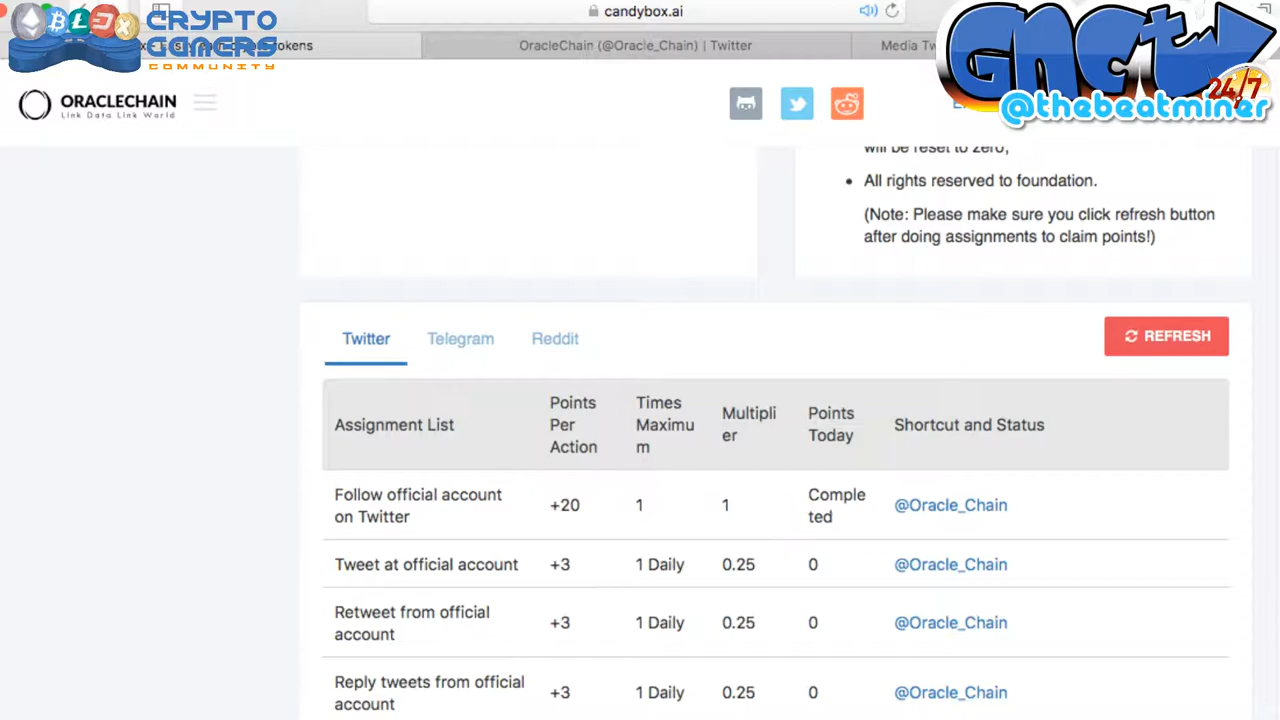 CRYPTO
GAMERS
COMMUNITY
candybox.ai
okens
OracleChain (@Oracle_Chain) | Twitter
Media Tw
GNCTV
24/7
@thebeatminer
ORACLECHAIN
Link Data Link World
will be reset to zero;
• All rights reserved to foundation.
(Note: Please make sure you click refresh button
after doing assignments to claim points!)
Twitter
Telegram
Reddit
REFRESH
Assignment List
Points
Per
Action
Times
Maximu
m
Multipli
er
Points
Today
Shortcut and Status
Follow official account
on Twitter
+20
1
1
Comple
ted
@Oracle_Chain
Tweet at official account
+3
1 Daily
0.25
0
@Oracle_Chain
Retweet from official
account
+3
1 Daily
0.25
0
@Oracle_Chain
Reply tweets from official
account
+3
1 Daily
0.25
0
@Oracle_Chain